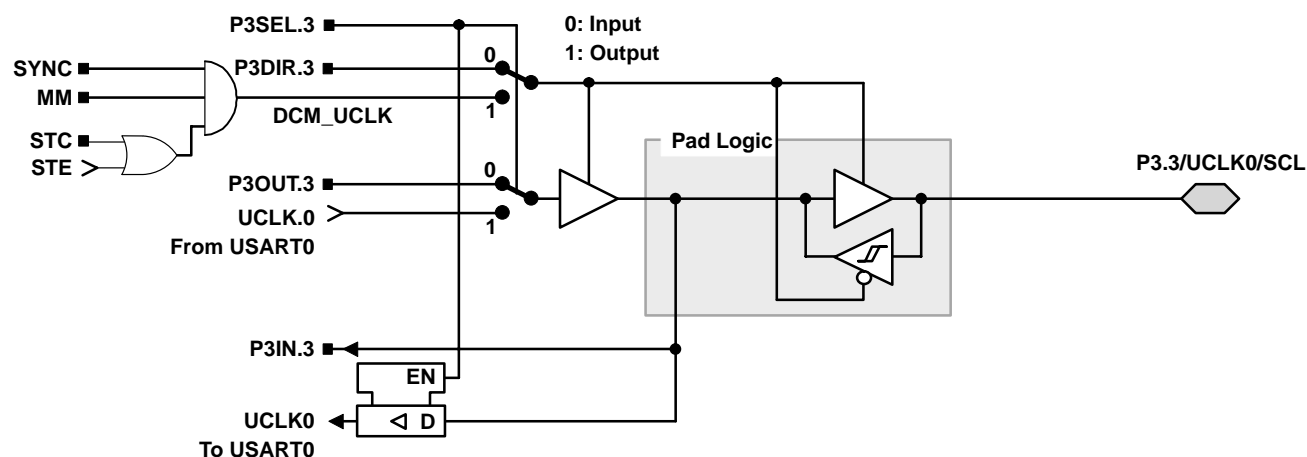 P3SEL.3
0: Input
1: Output
SYNC
P3DIR.3
0
MM
DCM_UCLK
1
STC
STE
Pad Logic
P3.3/UCLK0/SCL
P3OUT.3
0
UCLK.0
1
From USART0
P3IN.3
EN
UCLK0
D
To USART0